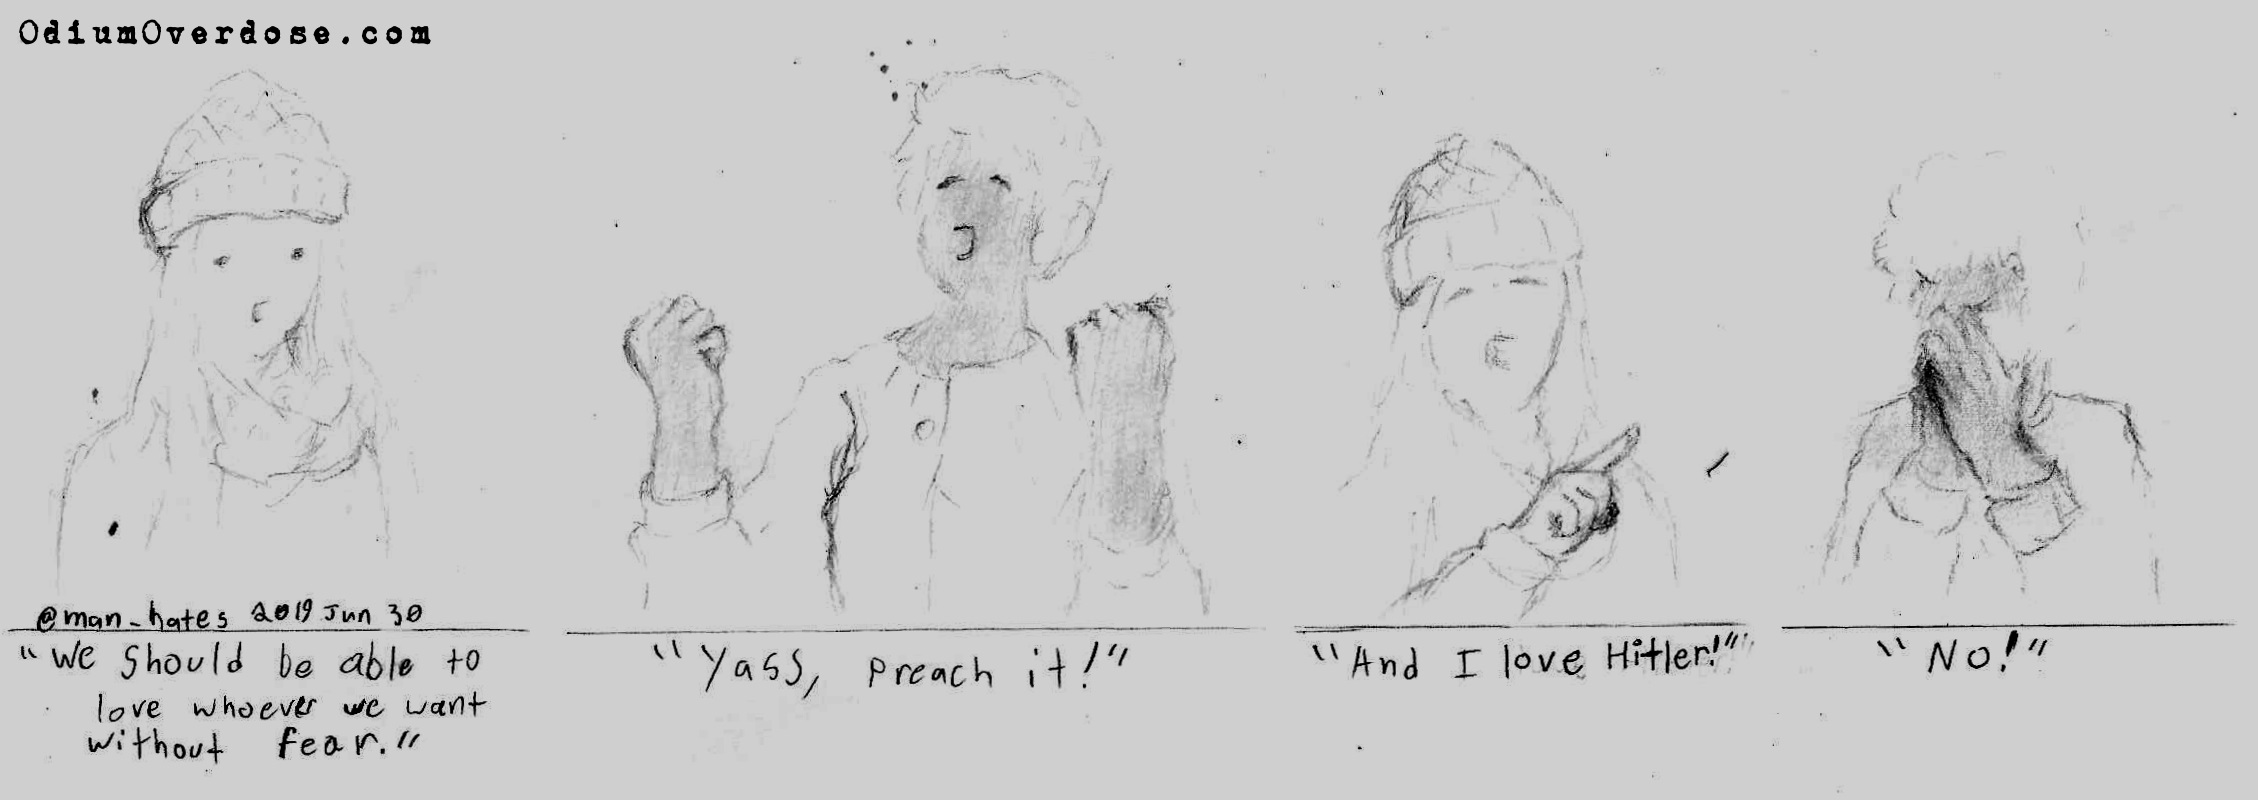 OdiumOverdose.com
@man_hates 2019 Jun 30
"We should be able to
love whoever we want
without fear."
"Yass, preach it!"
"And I love Hitler!"
"No!"